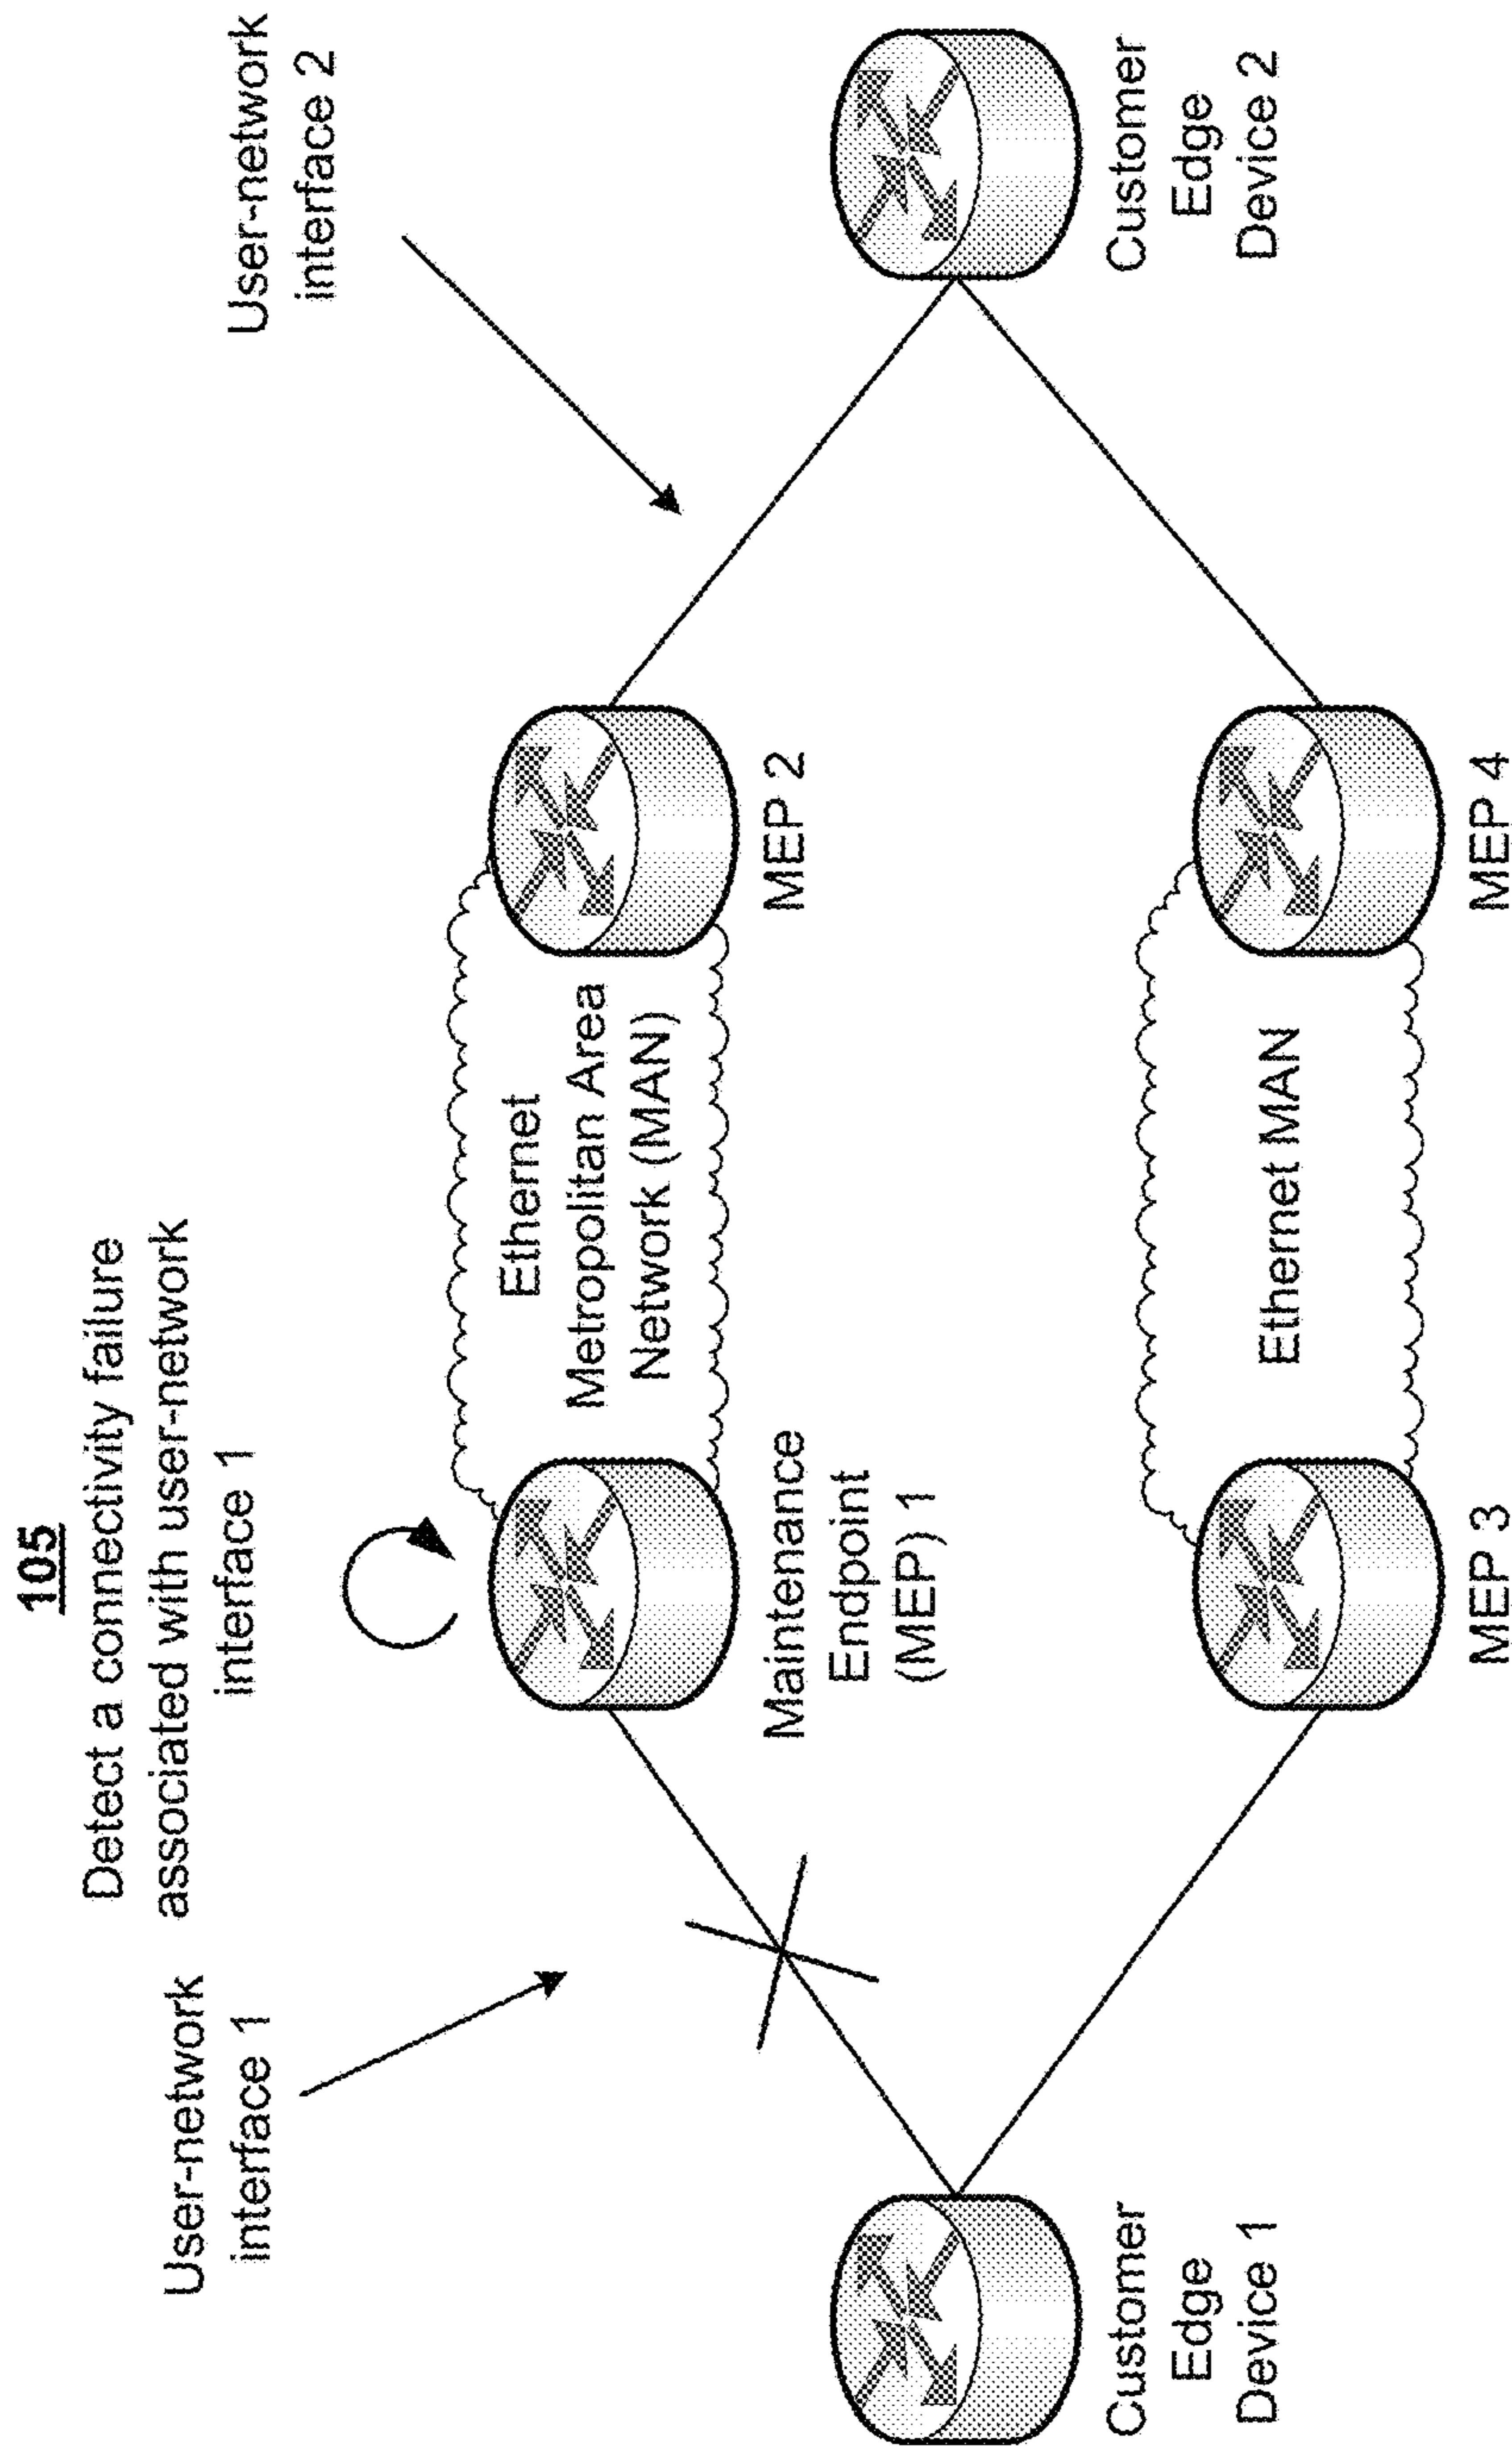 105
Detect a connectivity failure
associated with user-network
interface 1
User-network
interface 1
User-network
interface 2
Ethernet
Metropolitan Area
Network (MAN)
Maintenance
Endpoint
(MEP) 1
MEP 2
Customer
Edge
Device 1
Customer
Edge
Device 2
Ethernet MAN
MEP 3
MEP 4